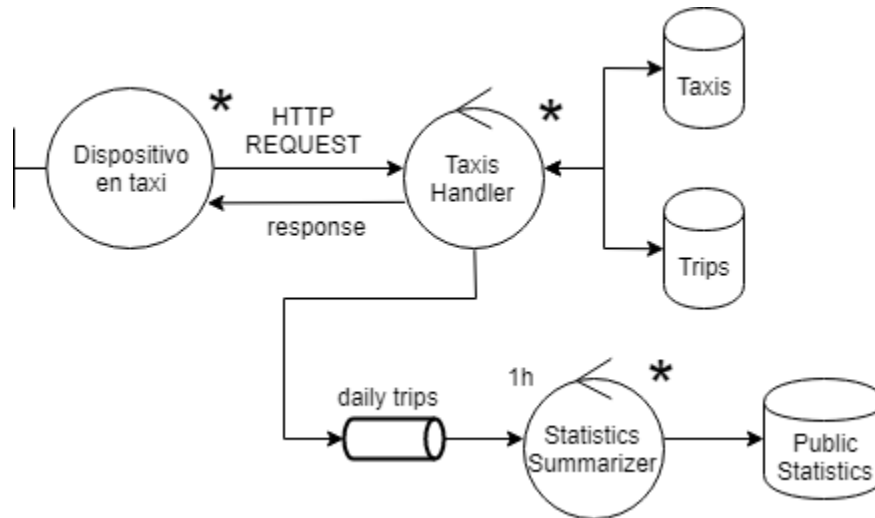 *
HTTP
REQUEST
*
Taxis
Dispositivo
en taxi
Taxis
Handler
response
Trips
1h
*
daily trips
Statistics
Summarizer
Public
Statistics